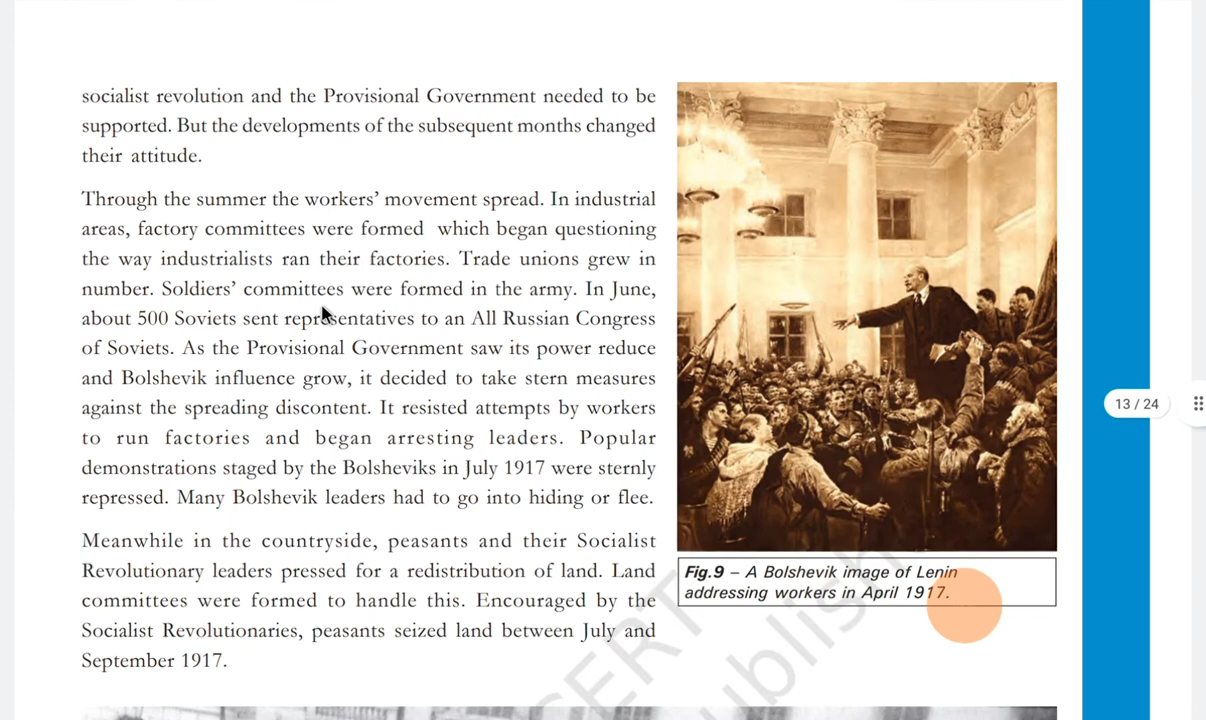 socialist revolution and the Provisional Government needed to be
supported. But the developments of the subsequent months changed
their attitude.
Through the summer the workers’ movement spread. In industrial
areas, factory committees were formed which began questioning
the way industrialists ran their factories. Trade unions grew in
number. Soldiers’ committees were formed in the army. In June,
about 500 Soviets sent representatives to an All Russian Congress
of Soviets. As the Provisional Government saw its power reduce
and Bolshevik influence grow, it decided to take stern measures
against the spreading discontent. It resisted attempts by workers
to run factories and began arresting leaders. Popular
demonstrations staged by the Bolsheviks in July 1917 were sternly
repressed. Many Bolshevik leaders had to go into hiding or flee.
Meanwhile in the countryside, peasants and their Socialist
Revolutionary leaders pressed for a redistribution of land. Land
committees were formed to handle this. Encouraged by the
Socialist Revolutionaries, peasants seized land between July and
September 1917.
Fig.9 – A Bolshevik image of Lenin
addressing workers in April 1917.
13 / 24